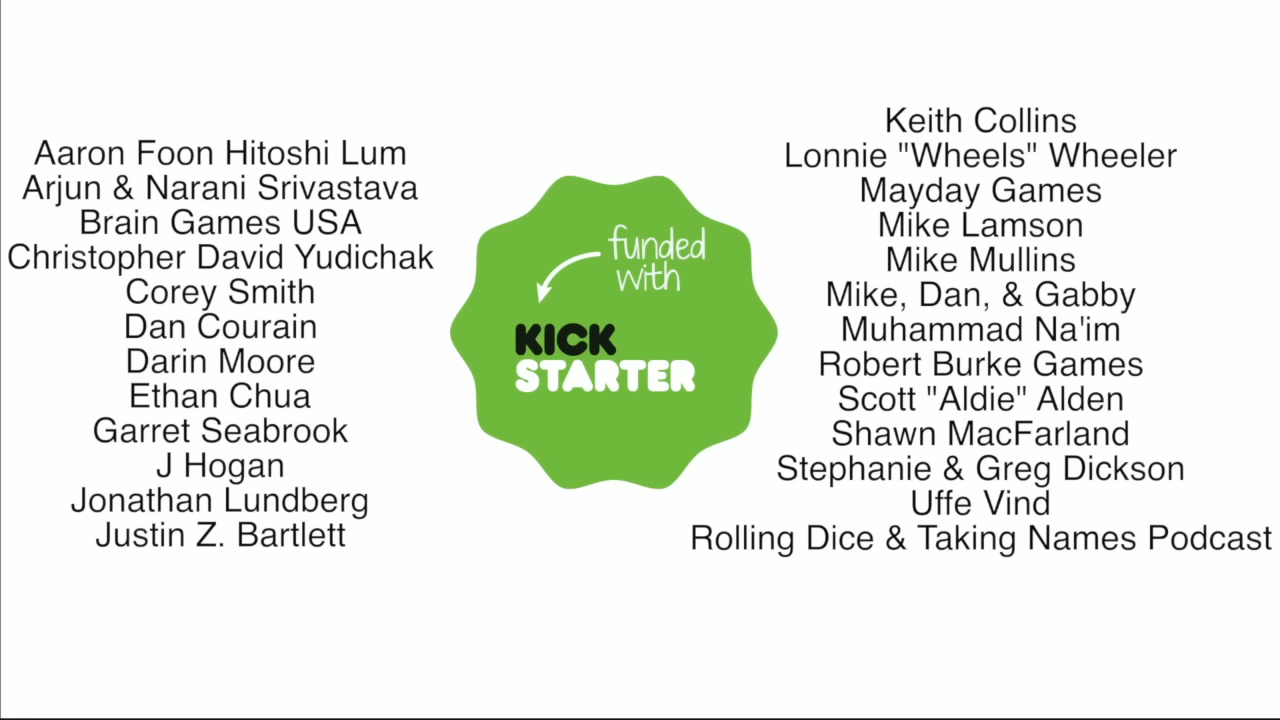 Aaron Foon Hitoshi Lum
Arjun & Narani Srivastava
Brain Games USA
Christopher David Yudichak
Corey Smith
Dan Courain
Darin Moore
Ethan Chua
Garret Seabrook
J Hogan
Jonathan Lundberg
Justin Z. Bartlett
funded
with
KICK
STARTER
Keith Collins
Lonnie "Wheels" Wheeler
Mayday Games
Mike Lamson
Mike Mullins
Mike, Dan, & Gabby
Muhammad Na'im
Robert Burke Games
Scott "Aldie" Alden
Shawn MacFarland
Stephanie & Greg Dickson
Uffe Vind
Rolling Dice & Taking Names Podcast